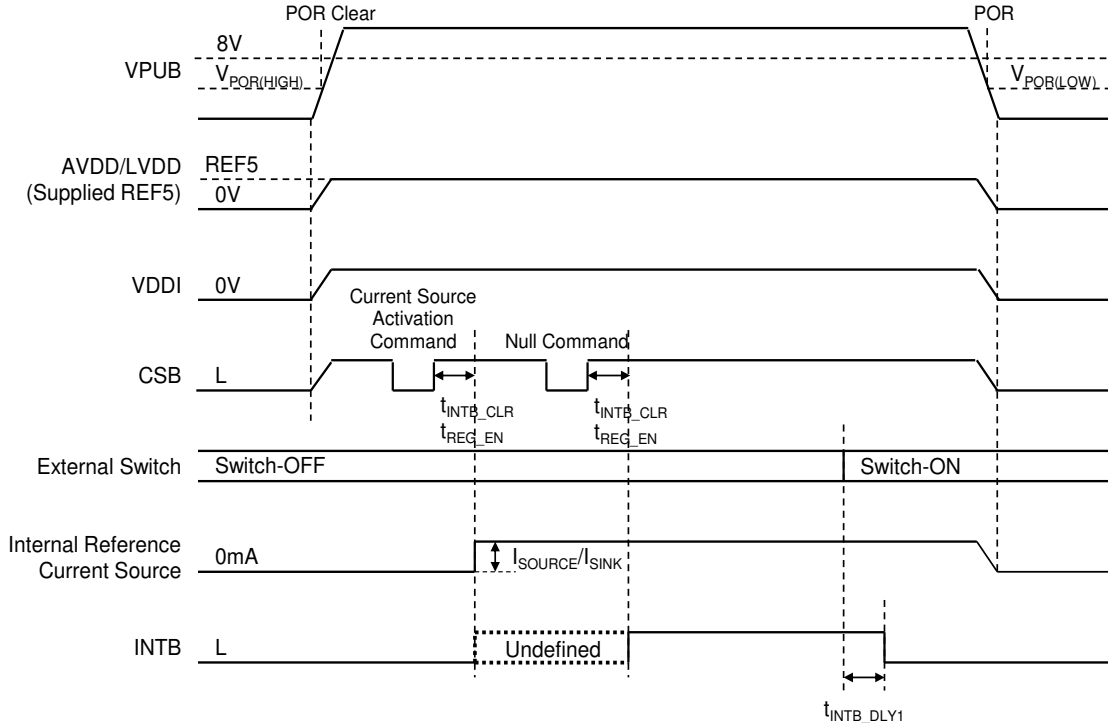 POR Clear
POR
8V
VPUB
VPOR(HIGH)
VPOR(LOW)
AVDD/LVDD
(Supplied REF5)
REF5
0V
VDDI
0V
Current Source
Activation
Command
Null Command
CSB
L
tINTB_CLR
tREG_EN
tINTB_CLR
tREG_EN
External Switch
Switch-OFF
Switch-ON
Internal Reference
Current Source
0mA
ISOURCE/ISINK
INTB
L
Undefined
tINTB_DLY1